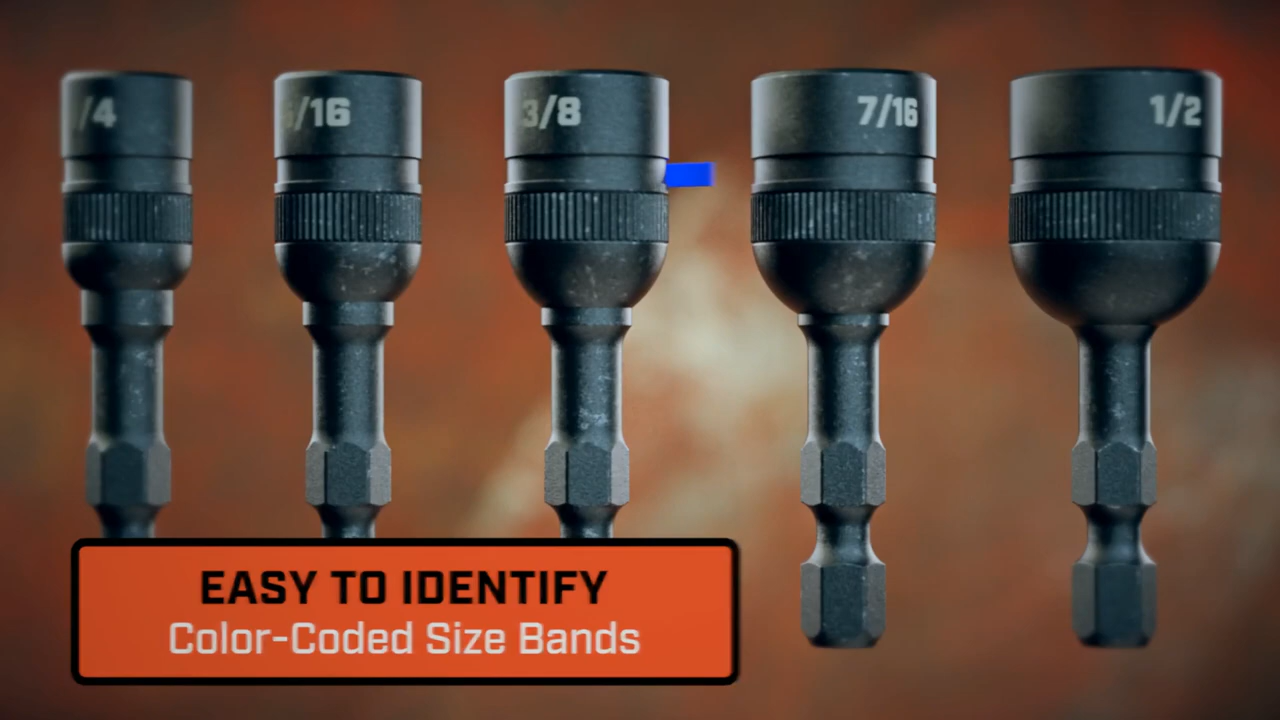 /4
/16
3/8
7/16
1/2
EASY TO IDENTIFY
Color-Coded Size Bands